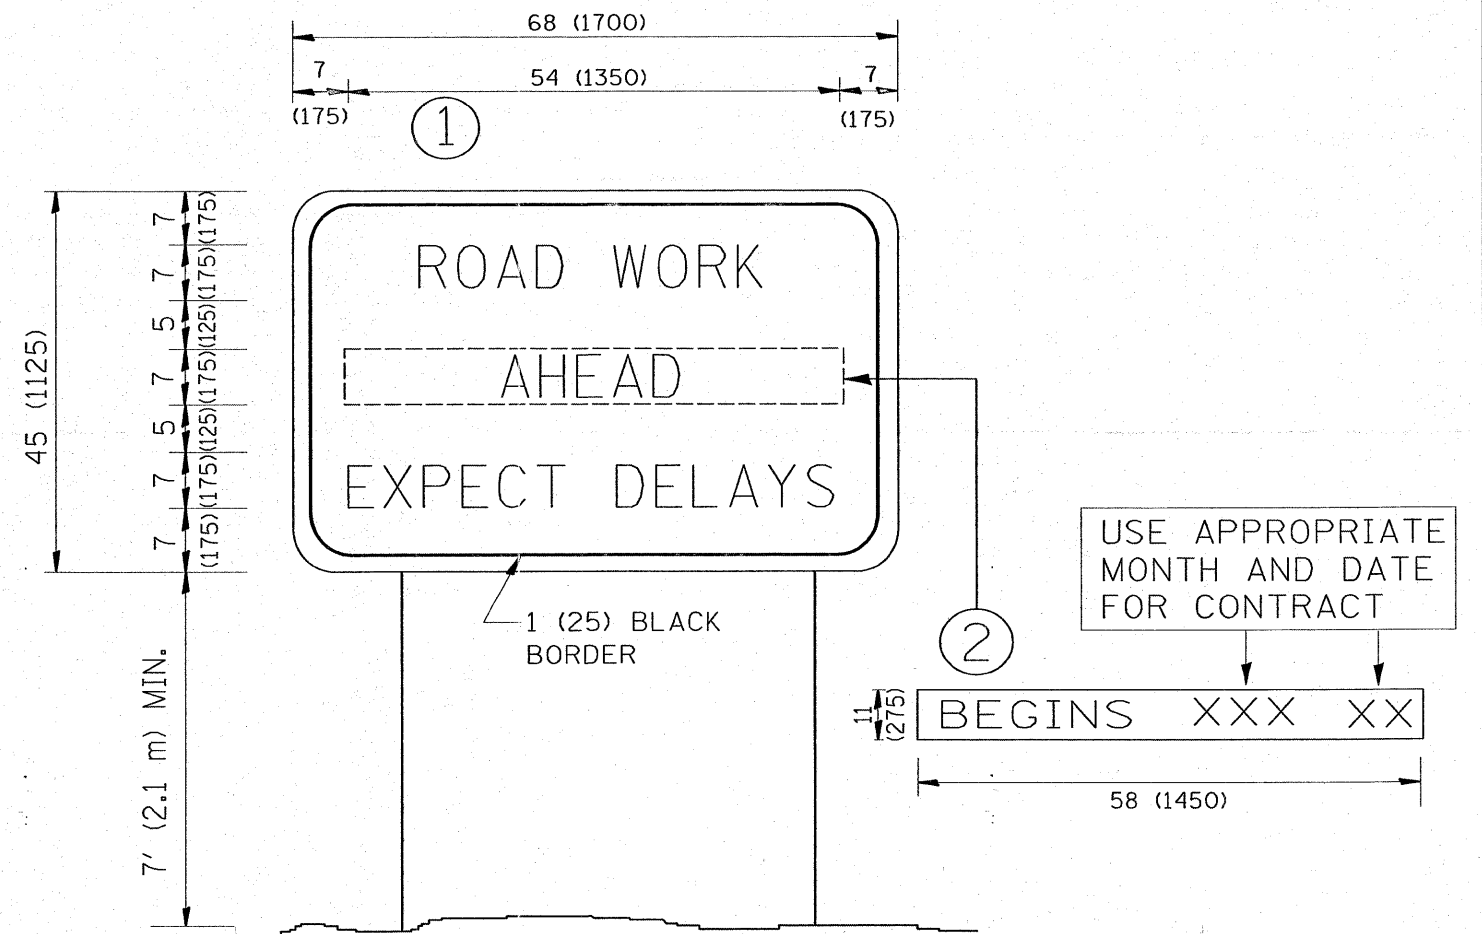 68 (1700)
7
54 (1350)
7
(175)
(175)
1
45 (1125)
7 (175)
7 (175)
5 (125)
7 (175)
5 (125)
7 (175)
7 (175)
ROAD WORK
AHEAD
EXPECT DELAYS
1 (25) BLACK
BORDER
7' (2.1 m) MIN.
USE APPROPRIATE
MONTH AND DATE
FOR CONTRACT
2
11
(275)
BEGINS XXX XX
58 (1450)